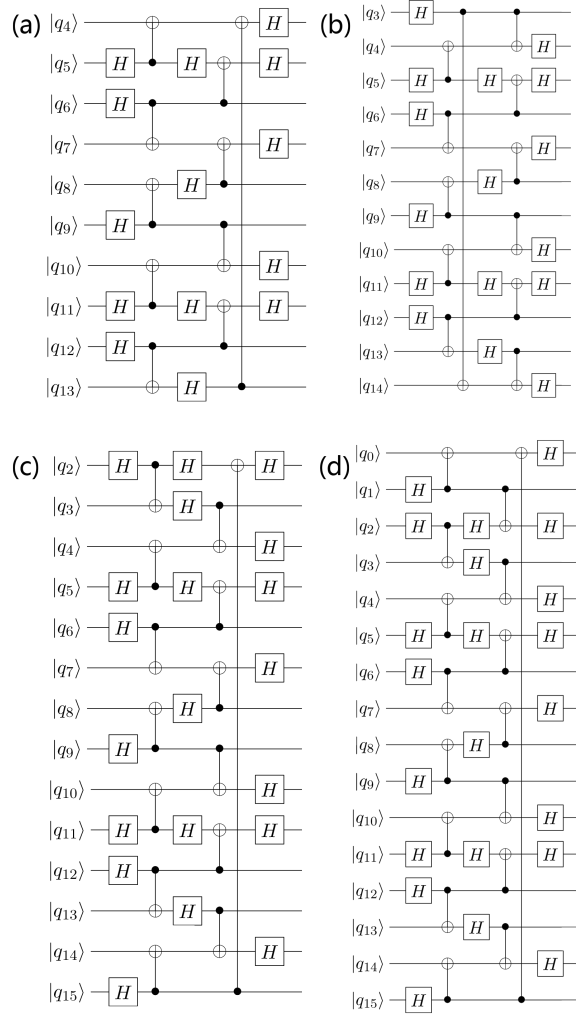 (a)
|q₄⟩ H
|q₅⟩ H H H
|q₆⟩ H
|q₇⟩ H
|q₈⟩ H
|q₉⟩ H
|q₁₀⟩ H
|q₁₁⟩ H H H
|q₁₂⟩ H
|q₁₃⟩ H
(b)
|q₃⟩ H
|q₄⟩ H
|q₅⟩ H H H
|q₆⟩ H
|q₇⟩ H
|q₈⟩ H
|q₉⟩ H
|q₁₀⟩ H
|q₁₁⟩ H H H
|q₁₂⟩ H
|q₁₃⟩ H
|q₁₄⟩ H
(c)
|q₂⟩ H H H
|q₃⟩ H
|q₄⟩ H
|q₅⟩ H H H
|q₆⟩ H
|q₇⟩ H
|q₈⟩ H
|q₉⟩ H
|q₁₀⟩ H
|q₁₁⟩ H H H
|q₁₂⟩ H
|q₁₃⟩ H
|q₁₄⟩ H
|q₁₅⟩ H
(d)
|q₀⟩ H
|q₁⟩ H
|q₂⟩ H H H
|q₃⟩ H
|q₄⟩ H
|q₅⟩ H H H
|q₆⟩ H
|q₇⟩ H
|q₈⟩ H
|q₉⟩ H
|q₁₀⟩ H
|q₁₁⟩ H H H
|q₁₂⟩ H
|q₁₃⟩ H
|q₁₄⟩ H
|q₁₅⟩ H